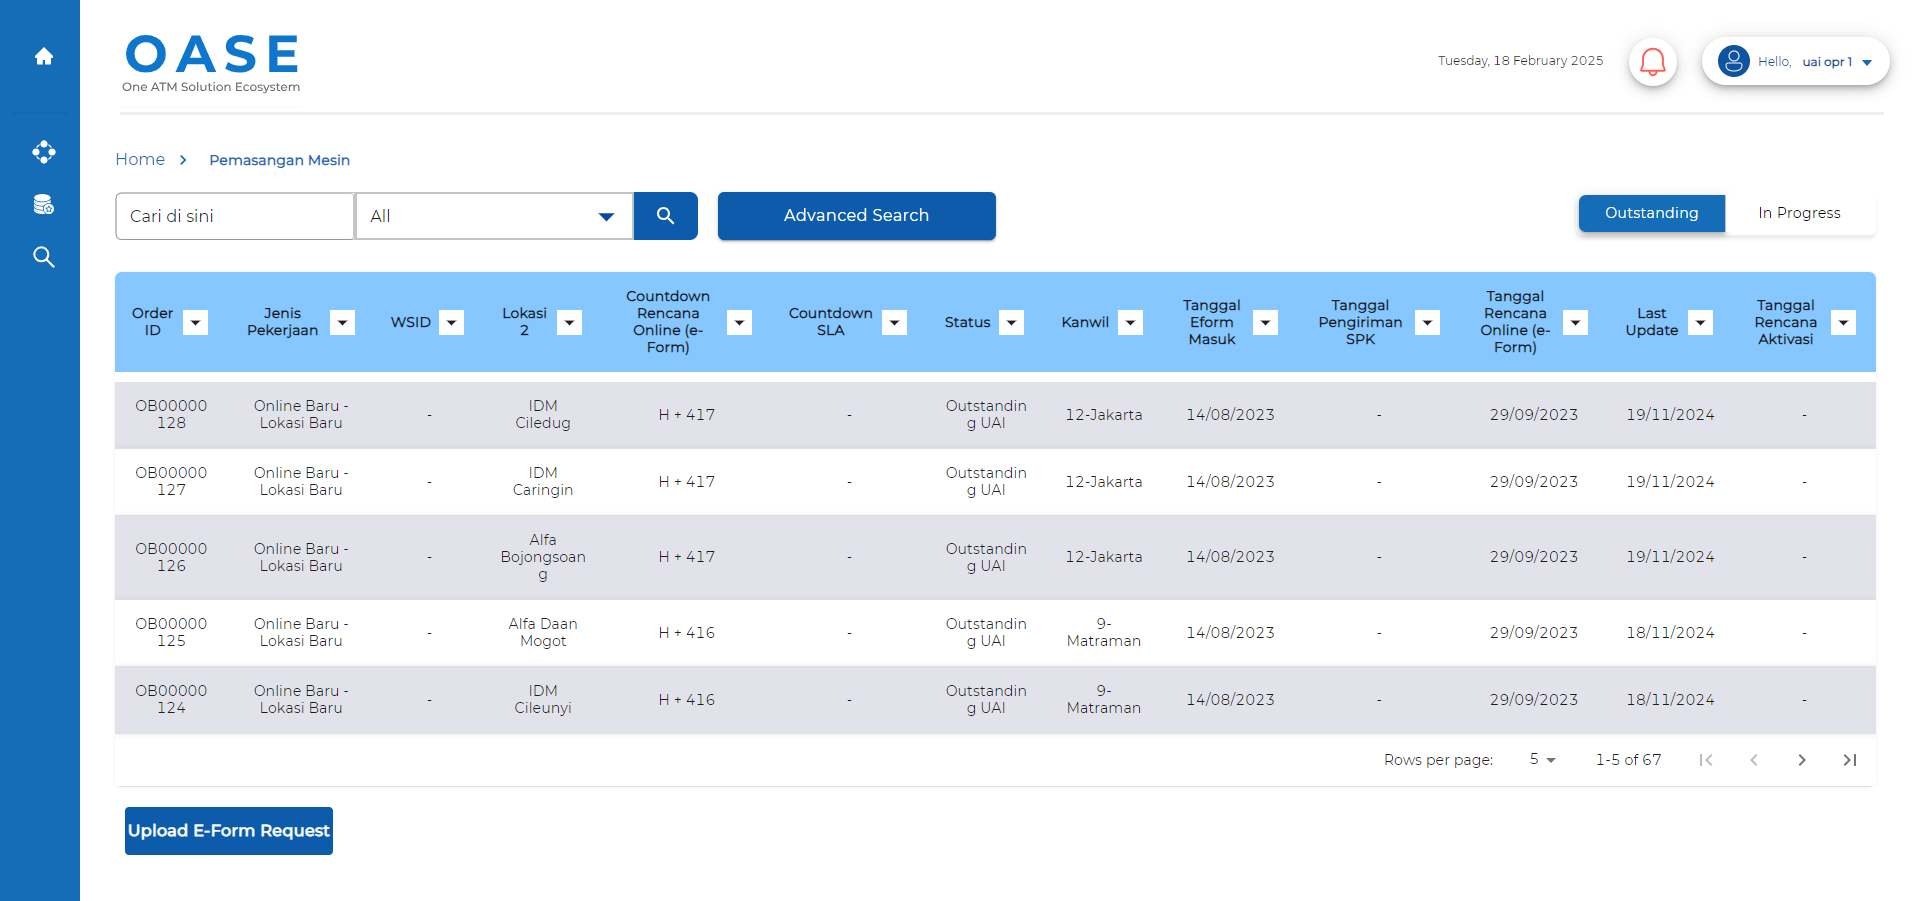 OASE
One ATM Solution Ecosystem
Tuesday, 18 February 2025
Hello, uai opr 1
Home > Pemasangan Mesin
Cari di sini
All
Advanced Search
Outstanding
In Progress
Order
ID
Jenis
Pekerjaan
WSID
Lokasi
2
Countdown
Rencana
Online (e-
Form)
Countdown
SLA
Status
Kanwil
Tanggal
Eform
Masuk
Tanggal
Pengiriman
SPK
Tanggal
Rencana
Online (e-
Form)
Last
Update
Tanggal
Rencana
Aktivasi
OB00000
128
Online Baru -
Lokasi Baru
-
IDM
Ciledug
H + 417
-
Outstandin
g UAI
12-Jakarta
14/08/2023
-
29/09/2023
19/11/2024
-
OB00000
127
Online Baru -
Lokasi Baru
-
IDM
Caringin
H + 417
-
Outstandin
g UAI
12-Jakarta
14/08/2023
-
29/09/2023
19/11/2024
-
OB00000
126
Online Baru -
Lokasi Baru
-
Alfa
Bojongsoan
g
H + 417
-
Outstandin
g UAI
12-Jakarta
14/08/2023
-
29/09/2023
19/11/2024
-
OB00000
125
Online Baru -
Lokasi Baru
-
Alfa Daan
Mogot
H + 416
-
Outstandin
g UAI
9-
Matraman
14/08/2023
-
29/09/2023
18/11/2024
-
OB00000
124
Online Baru -
Lokasi Baru
-
IDM
Cileunyi
H + 416
-
Outstandin
g UAI
9-
Matraman
14/08/2023
-
29/09/2023
18/11/2024
-
Rows per page: 5 1-5 of 67
Upload E-Form Request